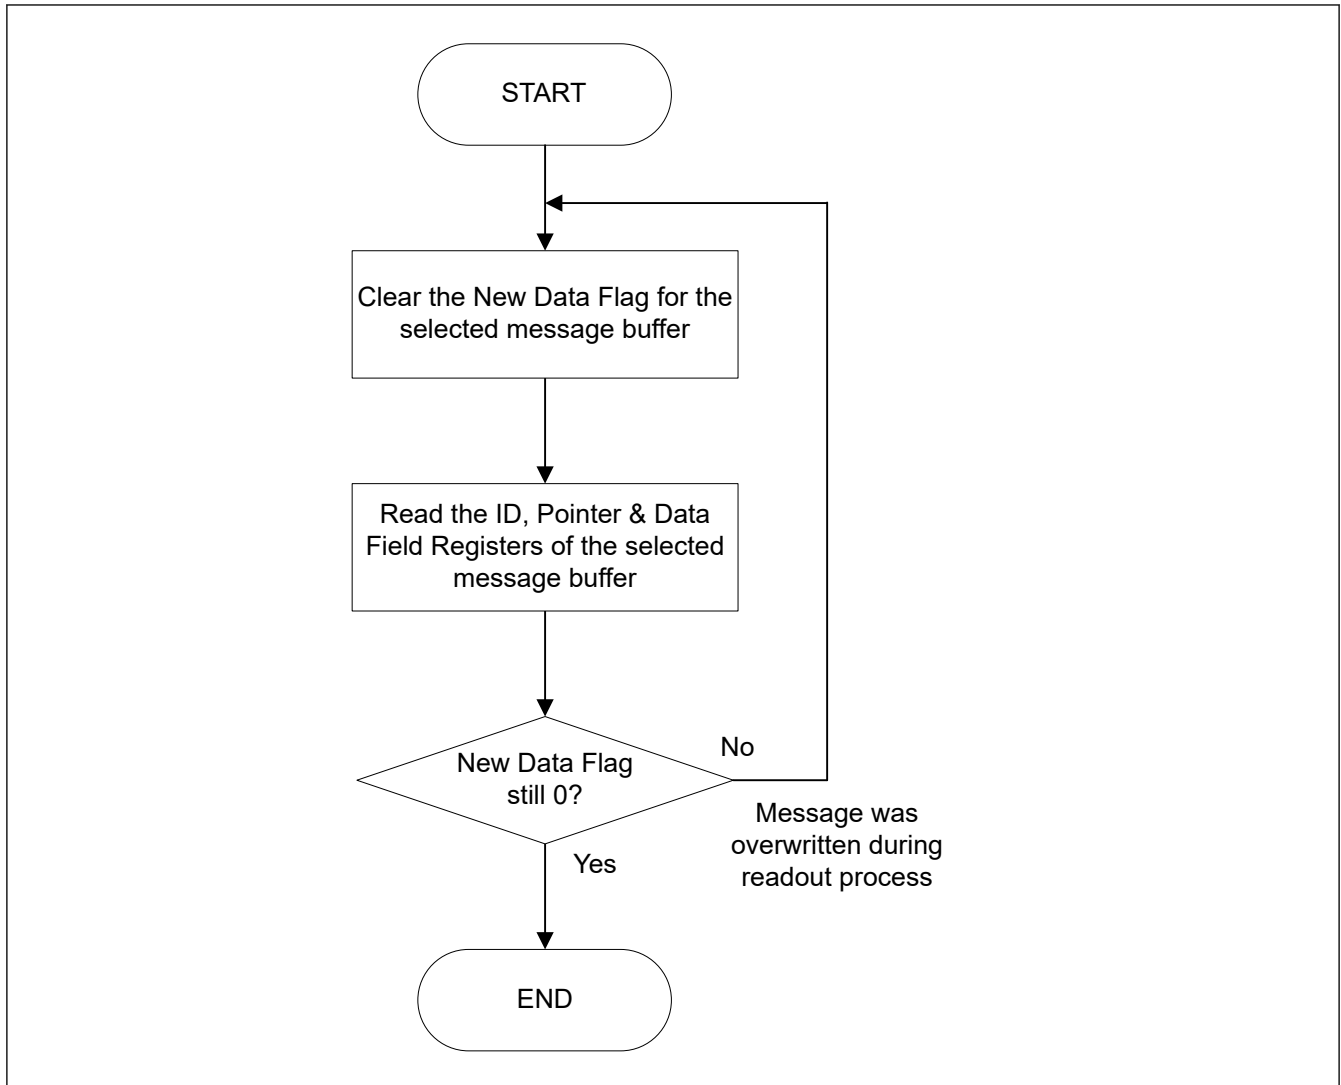 START
Clear the New Data Flag for the
selected message buffer
Read the ID, Pointer & Data
Field Registers of the selected
message buffer
New Data Flag
still 0?
No
Message was
overwritten during
readout process
Yes
END